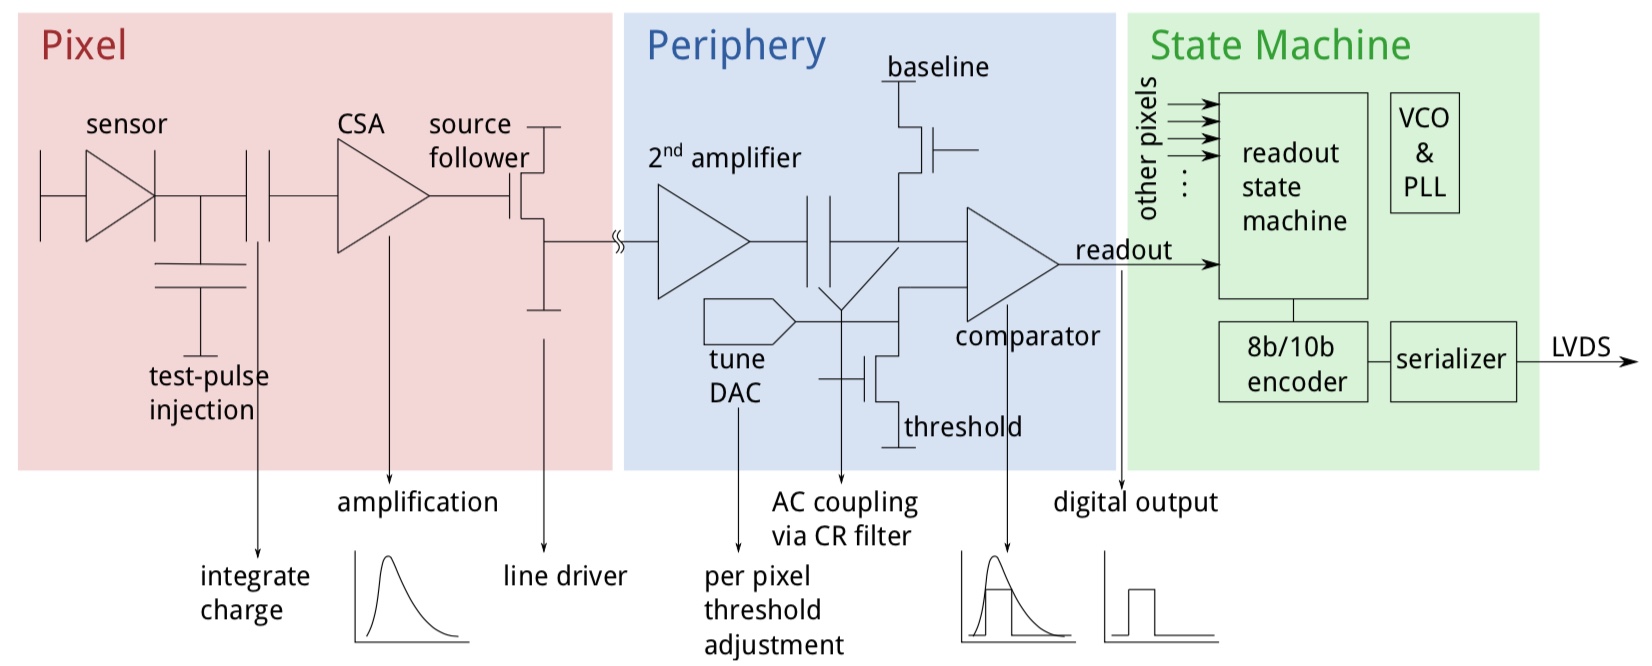 Pixel
sensor
CSA
source
follower
test-pulse
injection
Periphery
baseline
2nd amplifier
tune
DAC
comparator
threshold
State Machine
other pixels
readout
state
machine
VCO
&
PLL
readout
8b/10b
encoder
serializer
LVDS
amplification
integrate
charge
line driver
AC coupling
via CR filter
per pixel
threshold
adjustment
digital output